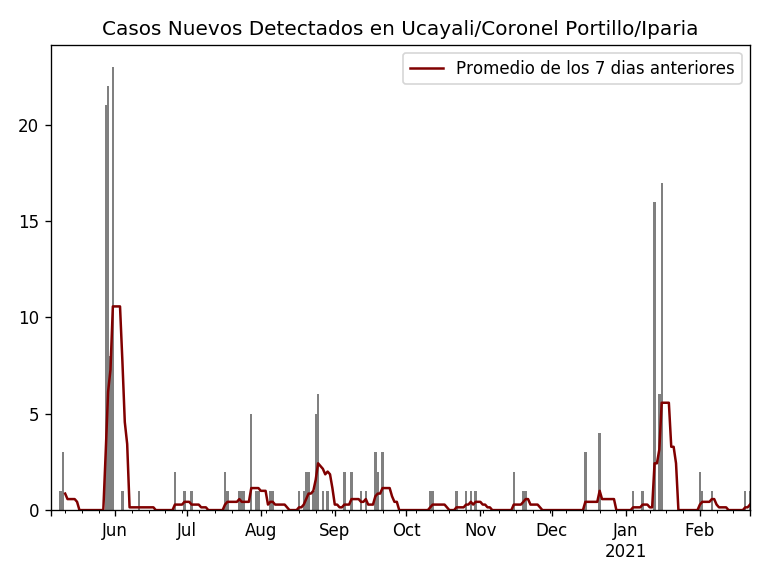 Casos Nuevos Detectados en Ucayali/Coronel Portillo/Iparia
Promedio de los 7 dias anteriores
20
15
10
5
0
Jun Jul Aug Sep Oct Nov Dec Jan Feb
2021